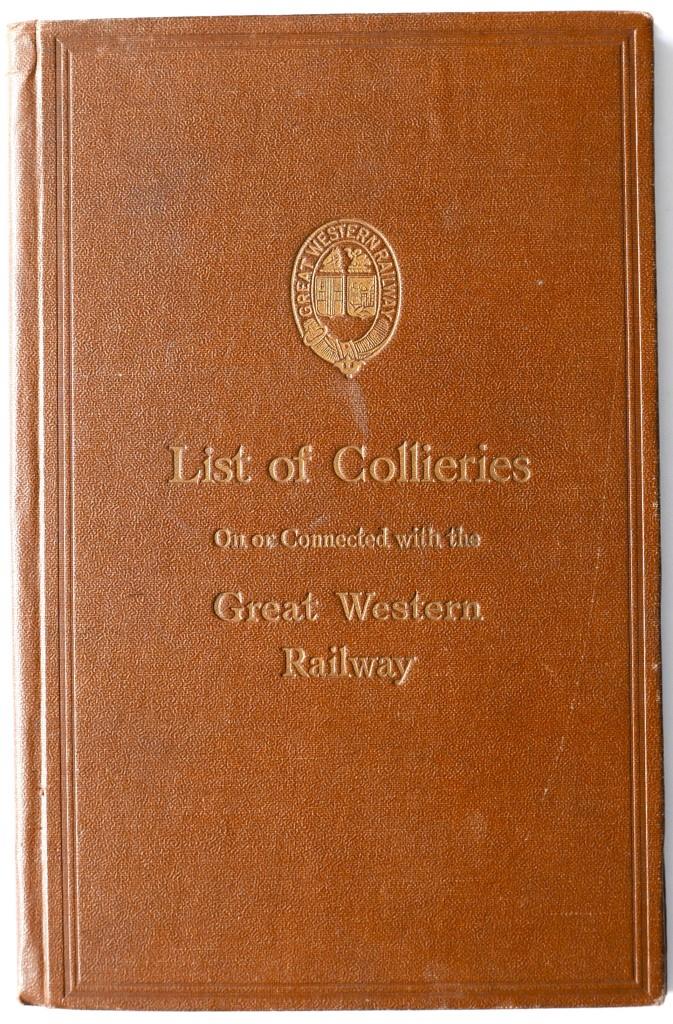 GREAT WESTERN RAILWAY
List of Collieries
On or Connected with the
Great Western
Railway